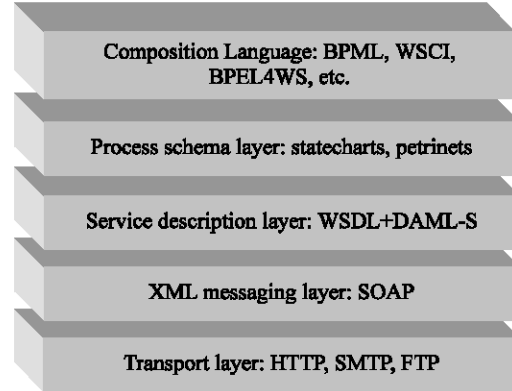 Composition Language: BPML, WSCI,
BPEL4WS, etc.
Process schema layer: statecharts, petrinets
Service description layer: WSDL+DAML-S
XML messaging layer: SOAP
Transport layer: HTTP, SMTP, FTP